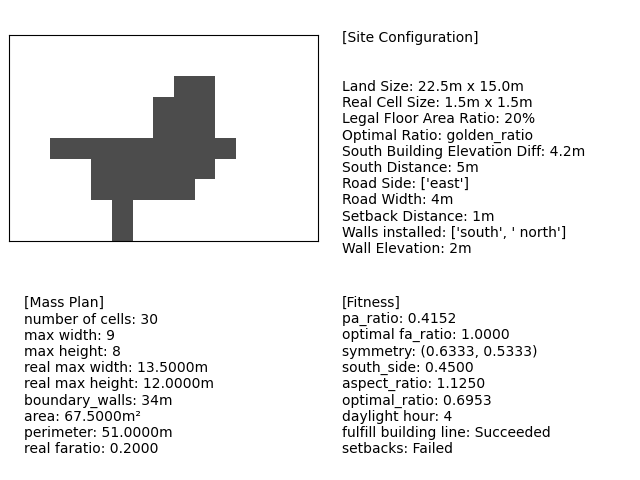 [Site Configuration]
Land Size: 22.5m x 15.0m
Real Cell Size: 1.5m x 1.5m
Legal Floor Area Ratio: 20%
Optimal Ratio: golden_ratio
South Building Elevation Diff: 4.2m
South Distance: 5m
Road Side: ['east']
Road Width: 4m
Setback Distance: 1m
Walls installed: ['south', ' north']
Wall Elevation: 2m
[Mass Plan]
number of cells: 30
max width: 9
max height: 8
real max width: 13.5000m
real max height: 12.0000m
boundary_walls: 34m
area: 67.5000m²
perimeter: 51.0000m
real faratio: 0.2000
[Fitness]
pa_ratio: 0.4152
optimal fa_ratio: 1.0000
symmetry: (0.6333, 0.5333)
south_side: 0.4500
aspect_ratio: 1.1250
optimal_ratio: 0.6953
daylight hour: 4
fulfill building line: Succeeded
setbacks: Failed